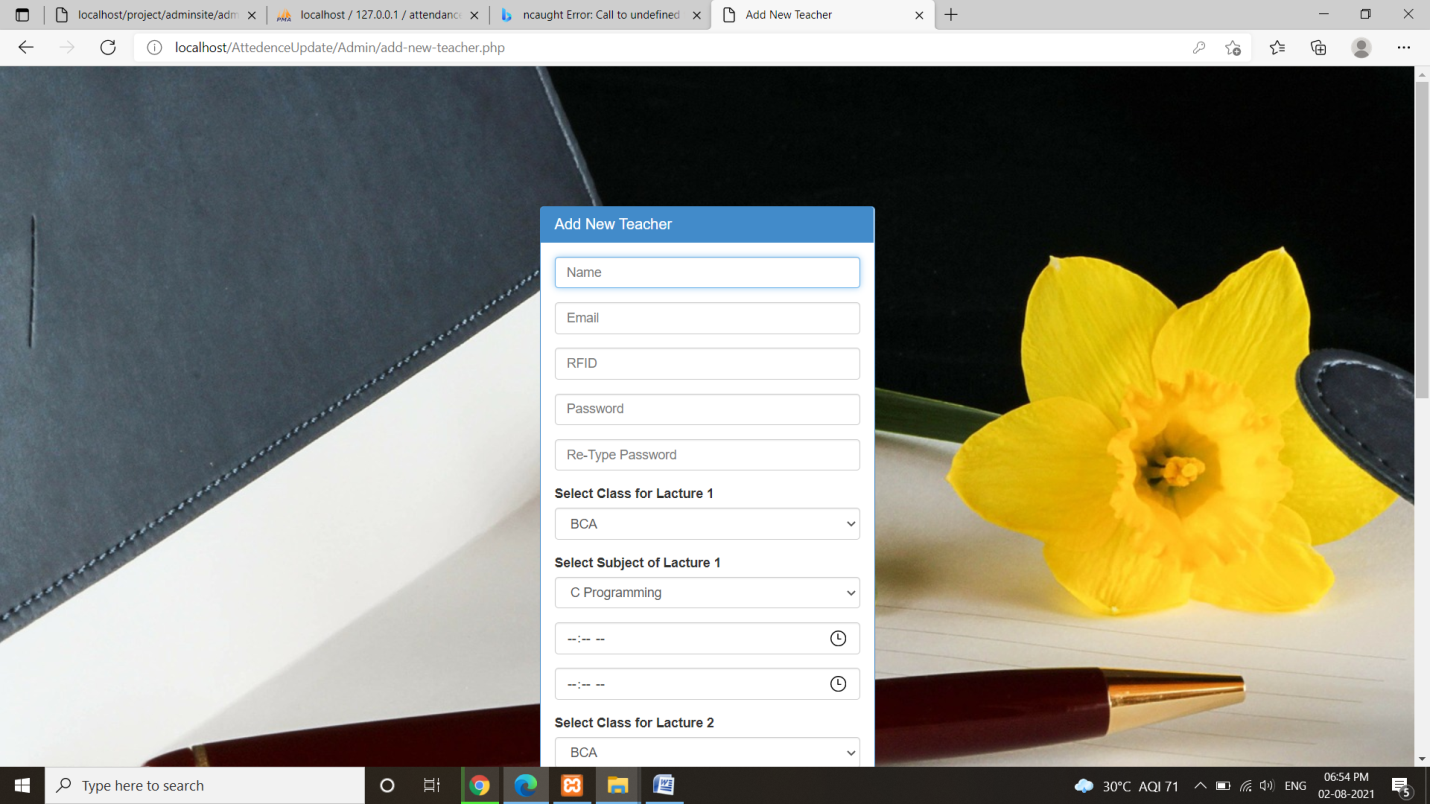 localhost/project/adminsite/adm
localhost / 127.0.0.1 / attendance
ncaught Error: Call to undefined
Add New Teacher
localhost/AttedenceUpdate/Admin/add-new-teacher.php
Add New Teacher
Name
Email
RFID
Password
Re-Type Password
Select Class for Lacture 1
BCA
Select Subject of Lacture 1
C Programming
--:-- --
--:-- --
Select Class for Lacture 2
BCA
Type here to search
30°C AQI 71
ENG
06:54 PM
02-08-2021
5